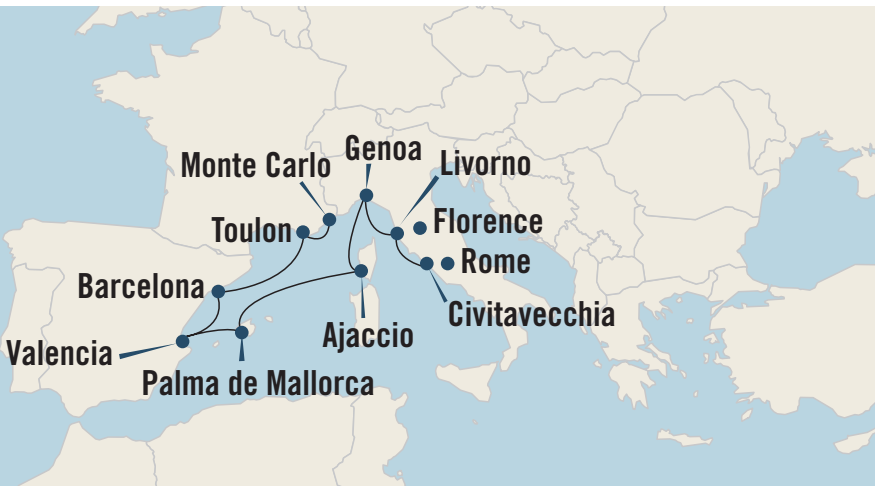 Genoa
Monte Carlo
Livorno
Toulon
Florence
Rome
Barcelona
Civitavecchia
Ajaccio
Valencia
Palma de Mallorca